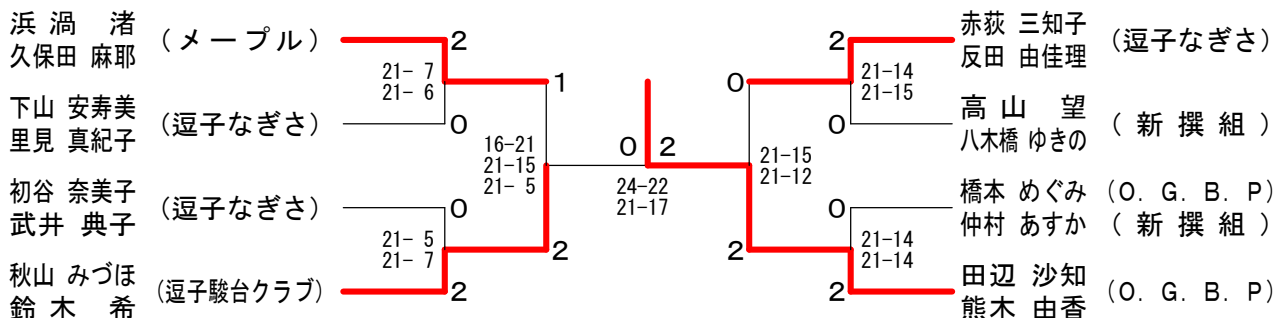 浜渦 渚
久保田 麻耶
(メープル)
2
21- 7
21- 6
下山 安寿美
里見 真紀子
(逗子なぎさ)
0
1
16-21
21-15
21- 5
初谷 奈美子
武井 典子
(逗子なぎさ)
0
21- 5
21- 7
2
秋山 みづほ
鈴木 希
(逗子駿台クラブ)
2
0 2
24-22
21-17
赤荻 三知子
反田 由佳理
(逗子なぎさ)
2
21-14
21-15
0
高山 望
八木橋 ゆきの
(新撰組)
0
21-15
21-12
橋本 めぐみ (O. G. B. P)
仲村 あすか (新撰組)
0
21-14
21-14
2
田辺 沙知
熊木 由香
(O. G. B. P)
2